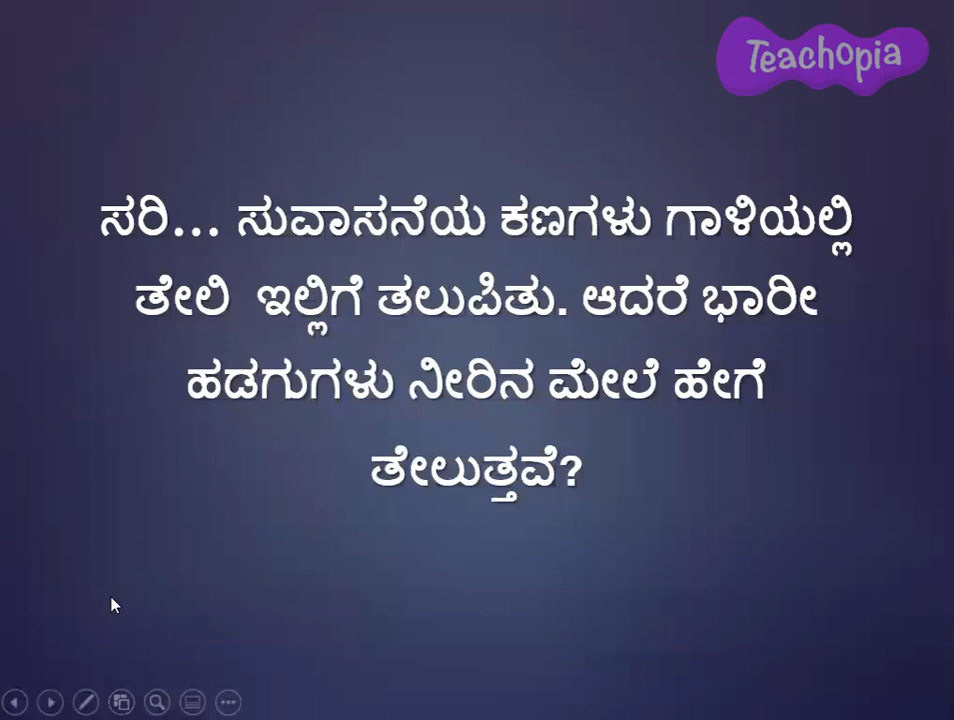 Teachopia
ಸರಿ... ಸುವಾಸನೆಯ ಕಣಗಳು ಗಾಳಿಯಲ್ಲಿ
ತೇಲಿ ಇಲ್ಲಿಗೆ ತಲುಪಿತು. ಆದರೆ ಭಾರೀ
ಹಡಗುಗಳು ನೀರಿನ ಮೇಲೆ ಹೇಗೆ
ತೇಲುತ್ತವೆ?